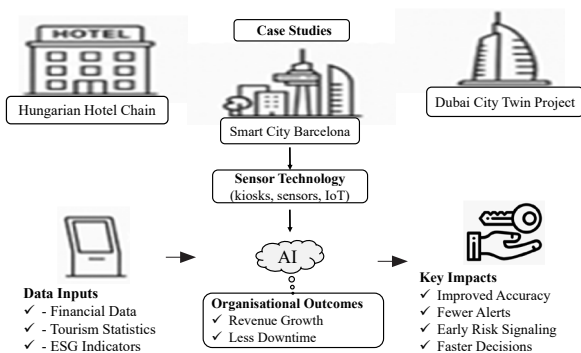 HOTEL
Case Studies
Hungarian Hotel Chain
Smart City Barcelona
Dubai City Twin Project
Sensor Technology
(kiosks, sensors, IoT)
AI
Data Inputs
✓ - Financial Data
✓ - Tourism Statistics
✓ - ESG Indicators
Organisational Outcomes
✓ Revenue Growth
✓ Less Downtime
Key Impacts
✓ Improved Accuracy
✓ Fewer Alerts
✓ Early Risk Signaling
✓ Faster Decisions